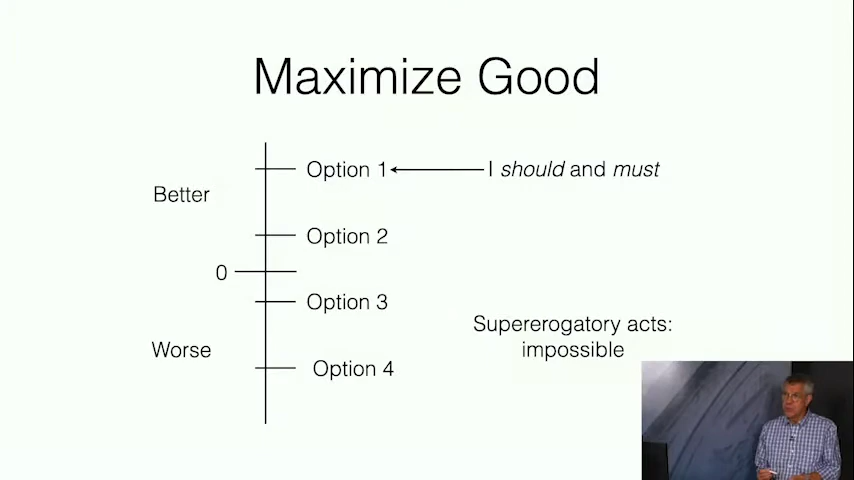 Maximize Good
Option 1
I should and must
Better
Option 2
0
Option 3
Supererogatory acts:
impossible
Worse
Option 4